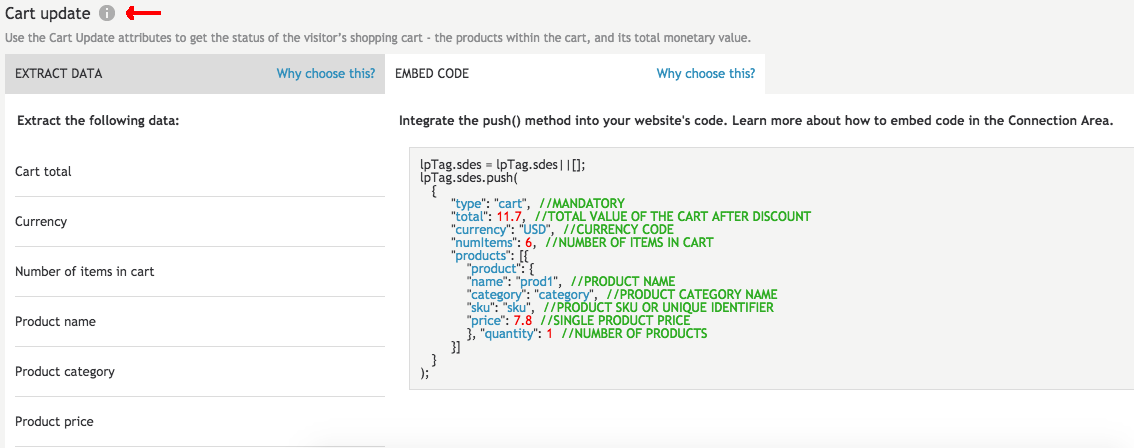 Cart update
Use the Cart Update attributes to get the status of the visitor's shopping cart - the products within the cart, and its total monetary value.
EXTRACT DATA Why choose this?
EMBED CODE Why choose this?
Extract the following data:
Cart total
Currency
Number of items in cart
Product name
Product category
Product price
Integrate the push() method into your website's code. Learn more about how to embed code in the Connection Area.
lpTag.sdes = lpTag.sdes||[];
lpTag.sdes.push(
{
"type": "cart", //MANDATORY
"total": 11.7, //TOTAL VALUE OF THE CART AFTER DISCOUNT
"currency": "USD", //CURRENCY CODE
"numItems": 6, //NUMBER OF ITEMS IN CART
"products": [{
"product": {
"name": "prod1", //PRODUCT NAME
"category": "category", //PRODUCT CATEGORY NAME
"sku": "sku", //PRODUCT SKU OR UNIQUE IDENTIFIER
"price": 7.8 //SINGLE PRODUCT PRICE
}, "quantity": 1 //NUMBER OF PRODUCTS
}]
}
);